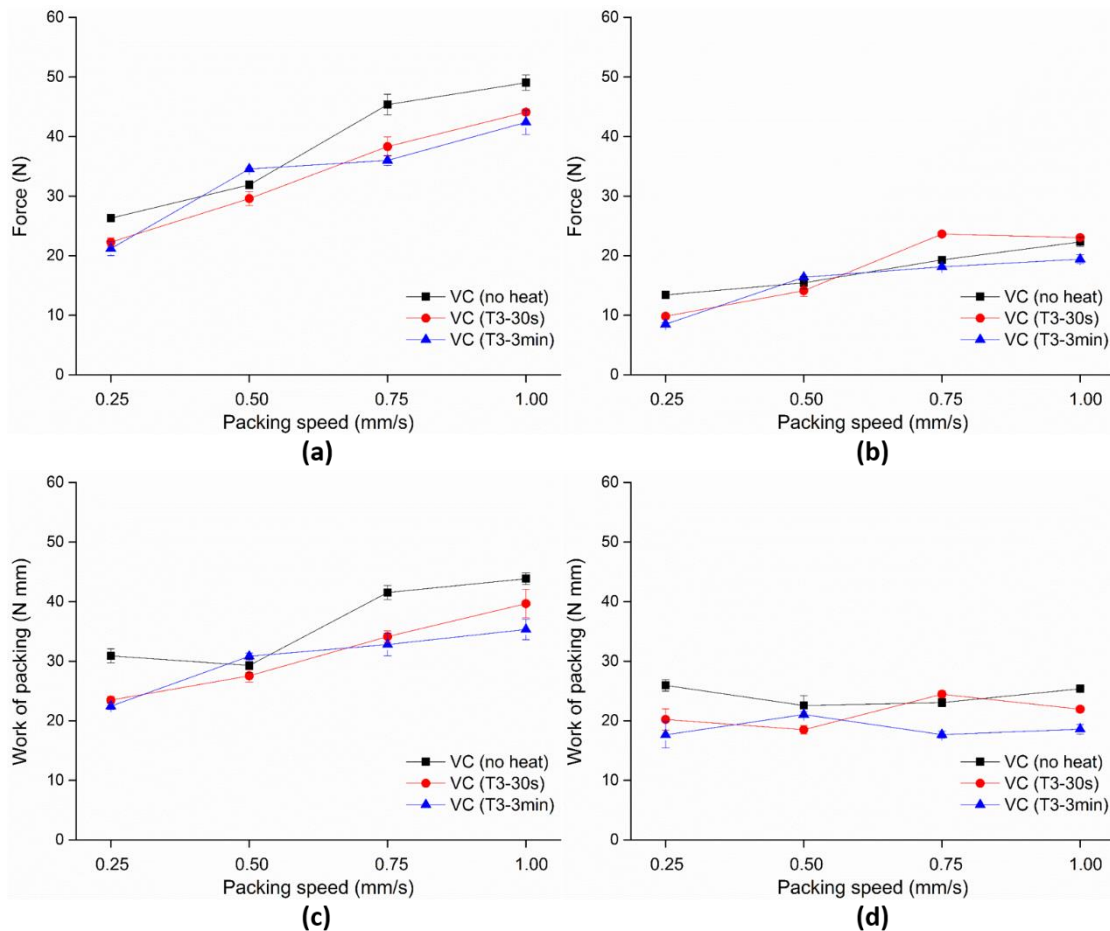 60
50
40
30
20
10
0
Force (N)
VC (no heat)
VC (T3-30s)
VC (T3-3min)
0.25 0.50 0.75 1.00
Packing speed (mm/s)
(a)
60
50
40
30
20
10
0
Force (N)
VC (no heat)
VC (T3-30s)
VC (T3-3min)
0.25 0.50 0.75 1.00
Packing speed (mm/s)
(b)
60
50
40
30
20
10
0
Work of packing (N mm)
VC (no heat)
VC (T3-30s)
VC (T3-3min)
0.25 0.50 0.75 1.00
Packing speed (mm/s)
(c)
60
50
40
30
20
10
0
Work of packing (N mm)
VC (no heat)
VC (T3-30s)
VC (T3-3min)
0.25 0.50 0.75 1.00
Packing speed (mm/s)
(d)